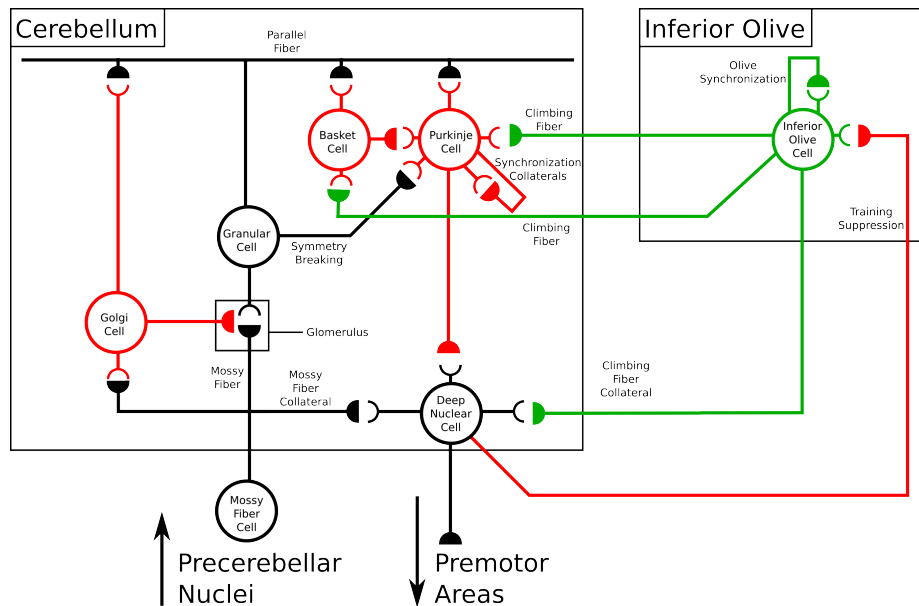 Cerebellum
Inferior Olive
Parallel
Fiber
Olive
Synchronization
Climbing
Fiber
Basket
Cell
Purkinje
Cell
Inferior
Olive
Cell
Synchronization
Collaterals
Training
Suppression
Climbing
Fiber
Granular
Cell
Symmetry
Breaking
Golgi
Cell
Glomerulus
Mossy
Fiber
Mossy
Fiber
Collateral
Climbing
Fiber
Collateral
Deep
Nuclear
Cell
Mossy
Fiber
Cell
Precerebellar
Nuclei
Premotor
Areas